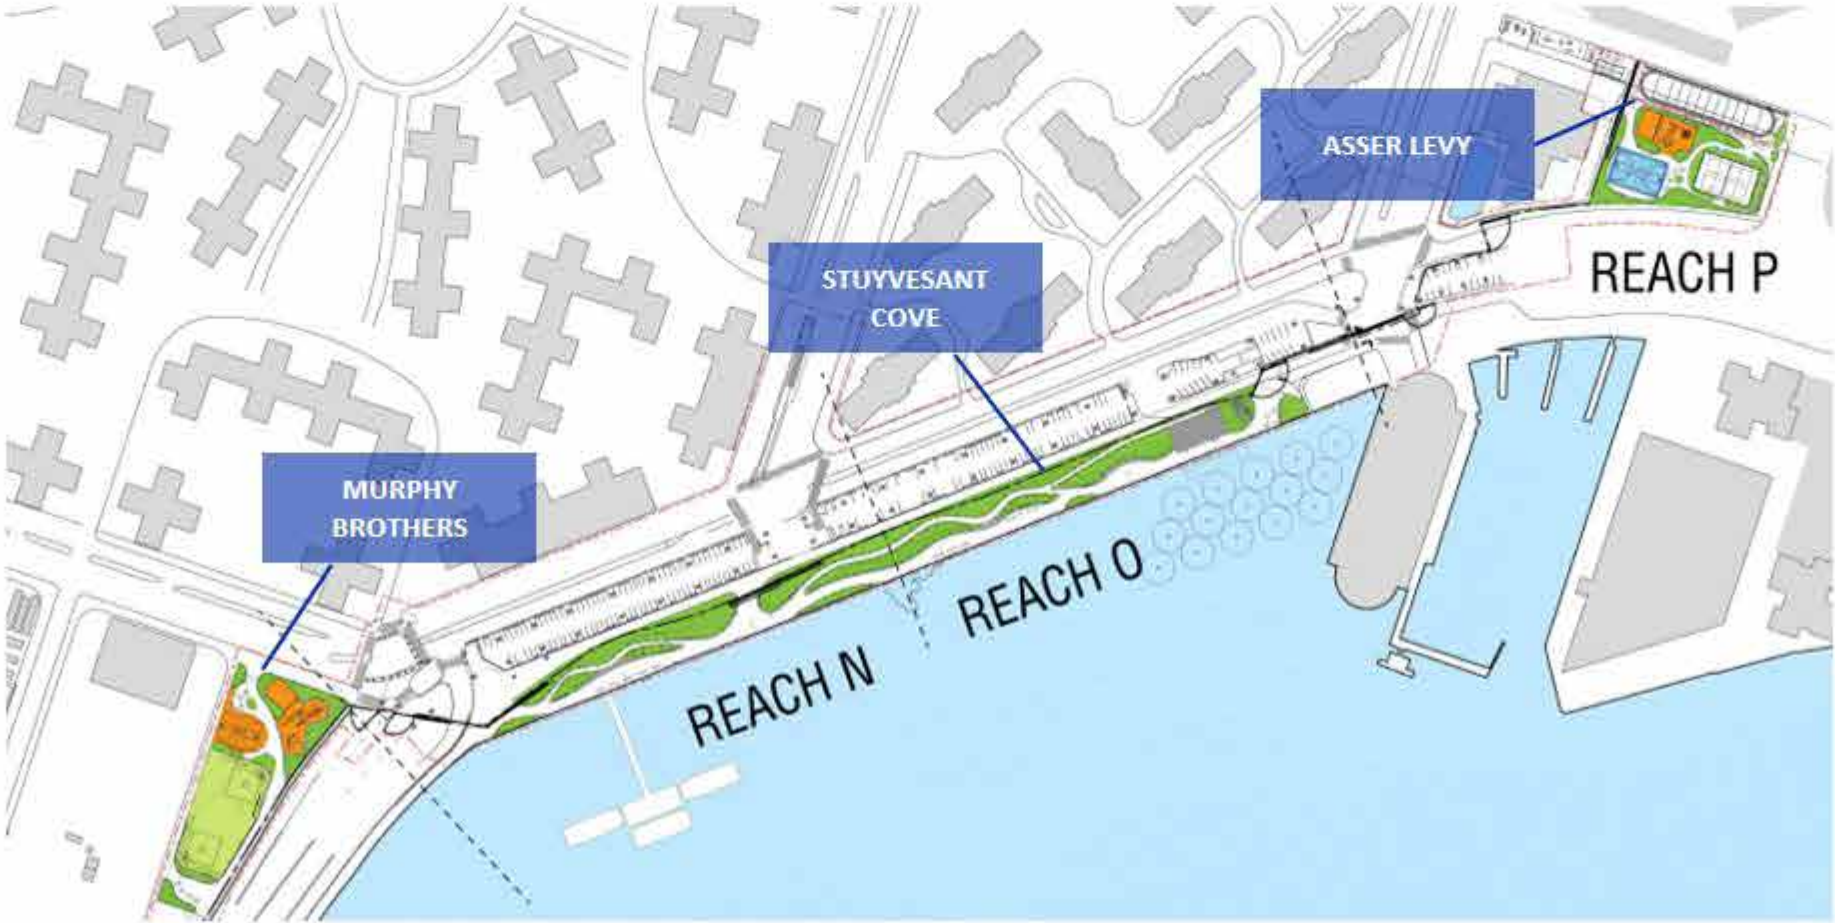 ASSER LEVY
REACH P
STUYVESANT
COVE
MURPHY
BROTHERS
REACH O
REACH N